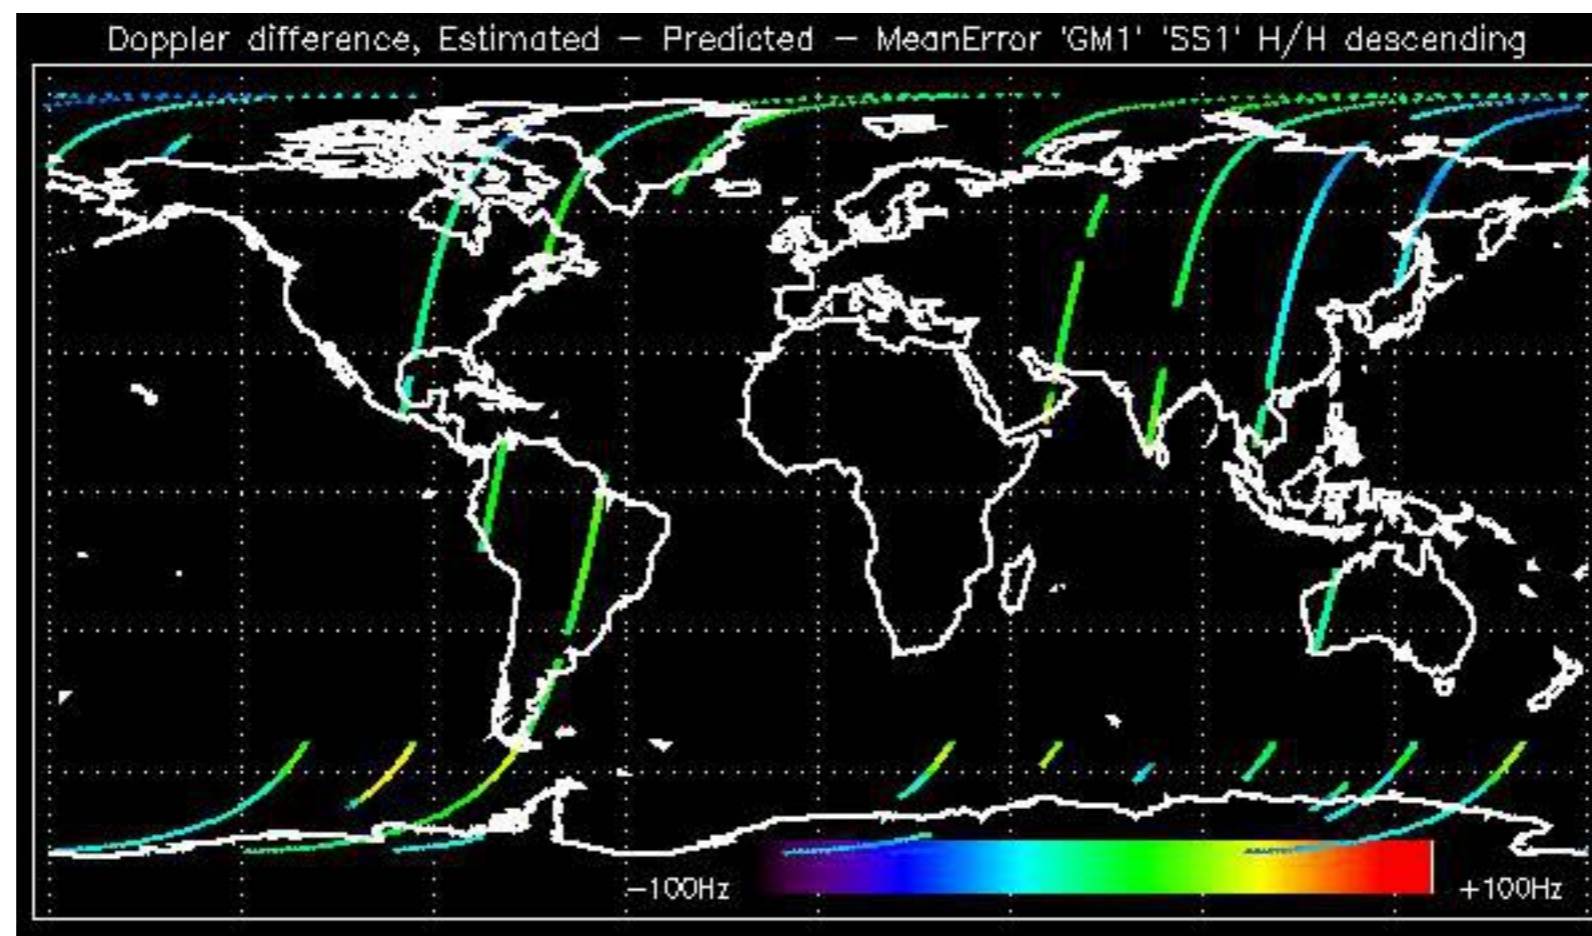 Doppler difference, Estimated – Predicted – MeanError 'GM1' 'SS1' H/H descending
–100Hz
+100Hz